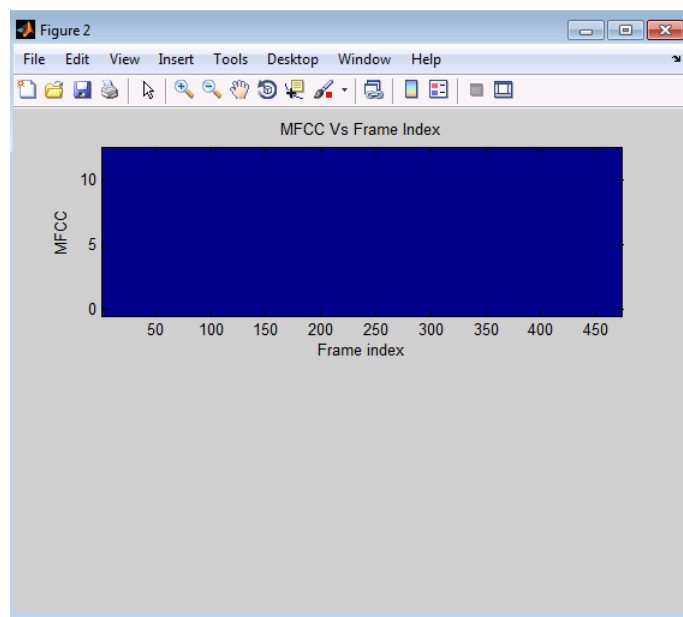 Figure 2
File Edit View Insert Tools Desktop Window Help
MFCC Vs Frame Index
10
5
0
MFCC
50 100 150 200 250 300 350 400 450
Frame index